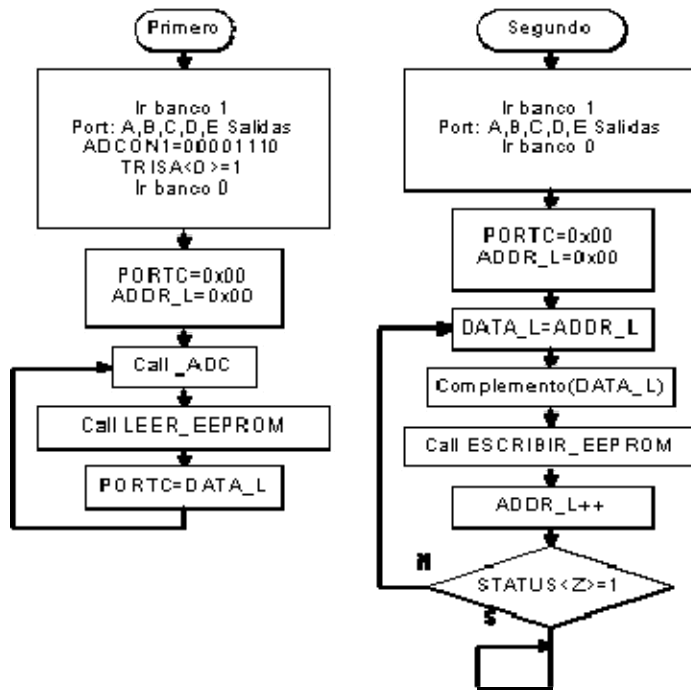 Primero
Ir banco 1
Port: A,B,C,D,E Salidas
ADCON1=00001110
TRISA<0>=1
Ir banco 0
PORTC=0x00
ADDR_L=0x00
Call _ADC
Call LEER_EEPROM
PORTC=DATA_L
Segundo
Ir banco 1
Port: A,B,C,D,E Salidas
Ir banco 0
PORTC=0x00
ADDR_L=0x00
DATA_L=ADDR_L
Complemento(DATA_L)
Call ESCRIBIR_EEPROM
ADDR_L++
N
STATUS<Z>=1
S